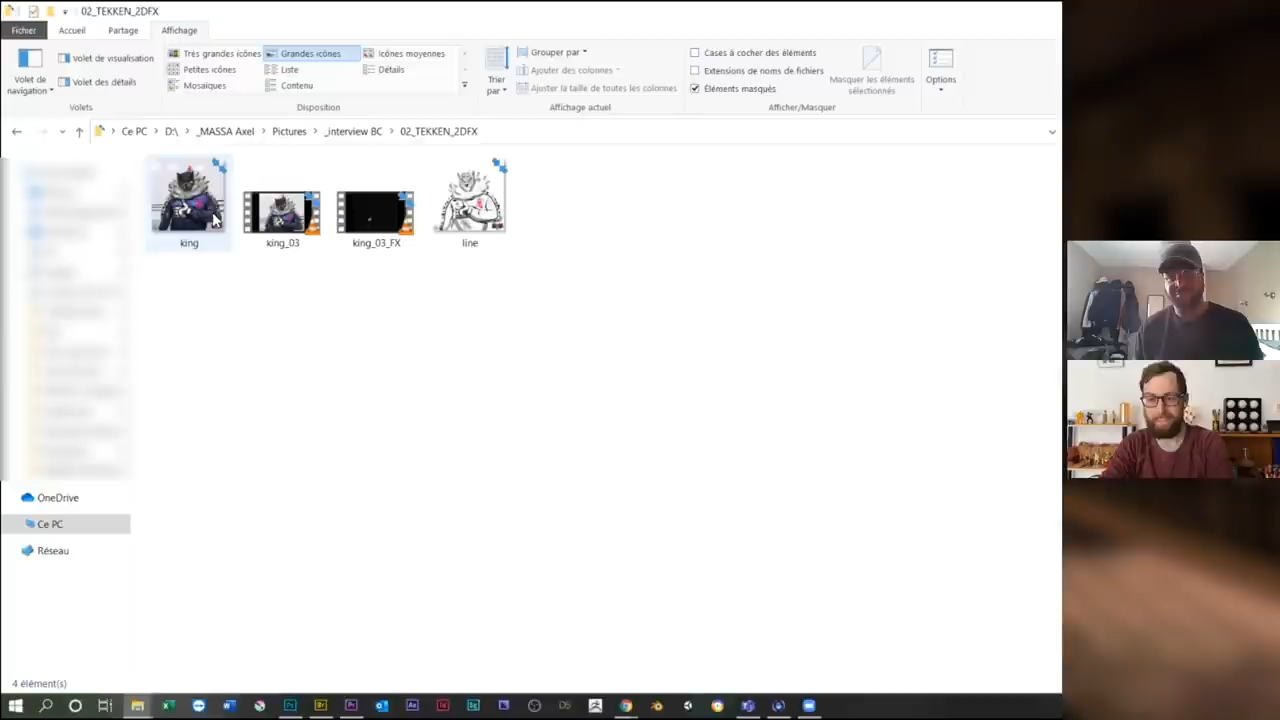 02_TEKKEN_2DFX
Fichier
Accueil
Partage
Affichage
Volet de navigation
Volet de visualisation
Volet des détails
Volets
Très grandes icônes
Grandes icônes
Icônes moyennes
Petites icônes
Liste
Détails
Mosaïques
Contenu
Disposition
Trier par
Grouper par
Ajouter des colonnes
Ajuster la taille de toutes les colonnes
Affichage actuel
Cases à cocher des éléments
Extensions de noms de fichiers
Éléments masqués
Masquer les éléments sélectionnés
Afficher/Masquer
Options
Ce PC
D:\
_MASSA Axel
Pictures
_interview BC
02_TEKKEN_2DFX
king
king_03
king_03_FX
line
OneDrive
Ce PC
Réseau
4 élément(s)